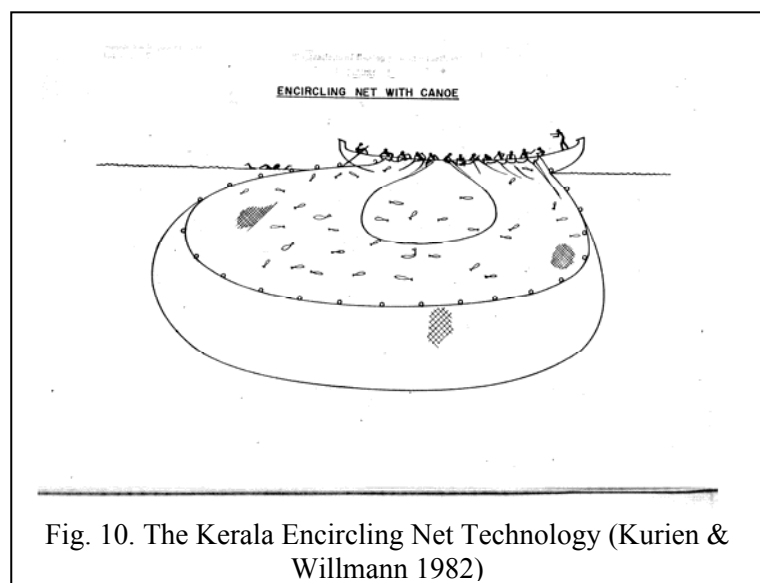 ENCIRCLING NET WITH CANOE
Fig. 10. The Kerala Encircling Net Technology (Kurien &
Willmann 1982)